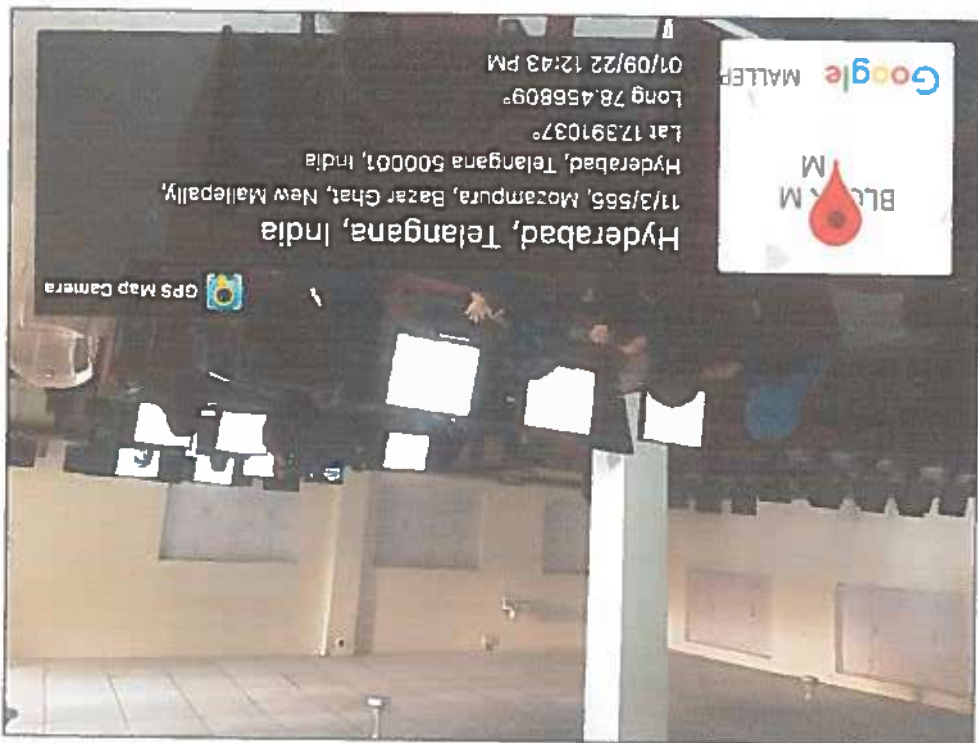 GPS Map Camera
Hyderabad, Telangana, India
11/3/565, Mozampura, Bazar Ghat, New Mallepally,
Hyderabad, Telangana 500001, India
Lat 17.391037°
Long 78.456809°
01/09/22 12:43 PM
M
Google
MALLEP